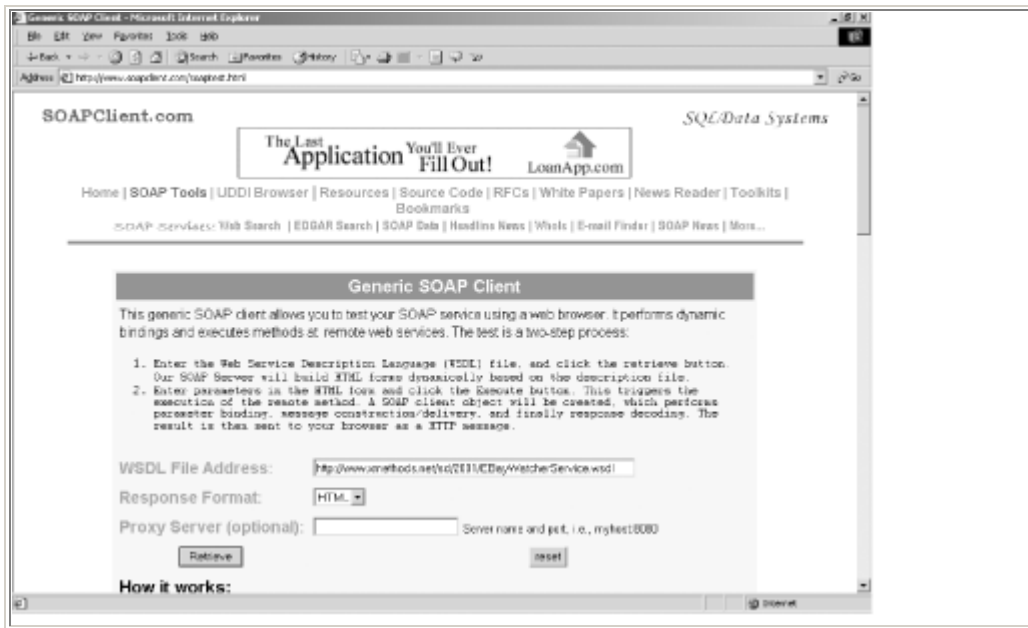 Generic SOAP Client - Microsoft Internet Explorer
File Edit View Favorites Tools Help
Back Search Favorites History
Address http://www.soapclient.com/soaptest.html Go
SOAPClient.com
SQLData Systems
The Last Application You'll Ever Fill Out!
LoanApp.com
Home | SOAP Tools | UDDI Browser | Resources | Source Code | RFCs | White Papers | News Reader | Toolkits |
Bookmarks
SOAP Services: Web Search | EDGAR Search | SOAP Data | Headline News | WhoIs | E-mail Finder | SOAP News | More...
Generic SOAP Client
This generic SOAP client allows you to test your SOAP service using a web browser. It performs dynamic
bindings and executes methods at remote web services. The test is a two-step process:
1. Enter the Web Service Description Language (WSDL) file, and click the retrieve button.
Our SOAP Server will build HTML forms dynamically based on the description file.
2. Enter parameters in the HTML form and click the Execute button. This triggers the
execution of the remote method. A SOAP client object will be created, which performs
parameter binding, message construction/delivery, and finally response decoding. The
result is then sent to your browser as a HTTP message.
WSDL File Address: http://www.xmethods.net/sd/2001/EBayWatcherService.wsdl
Response Format: HTML
Proxy Server (optional): Server name and port, i.e., myhost:8080
Retrieve reset
How it works:
Internet